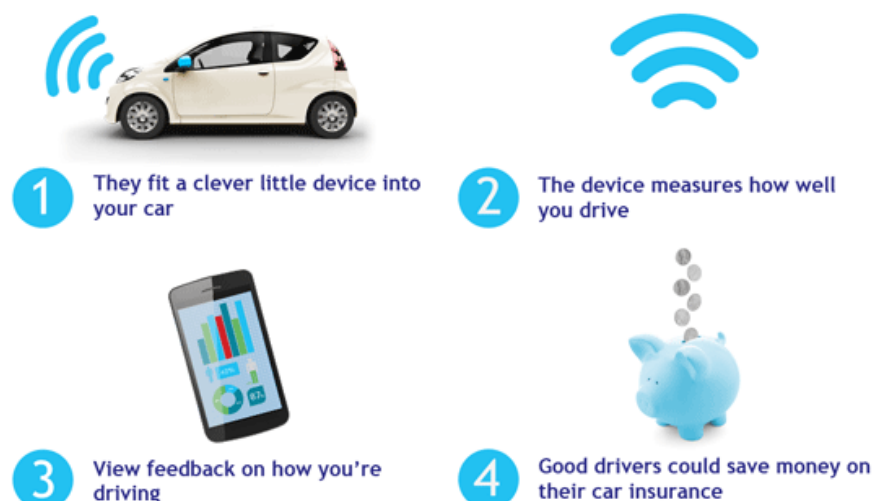 1 They fit a clever little device into
your car
2 The device measures how well
you drive
3 View feedback on how you're
driving
4 Good drivers could save money on
their car insurance